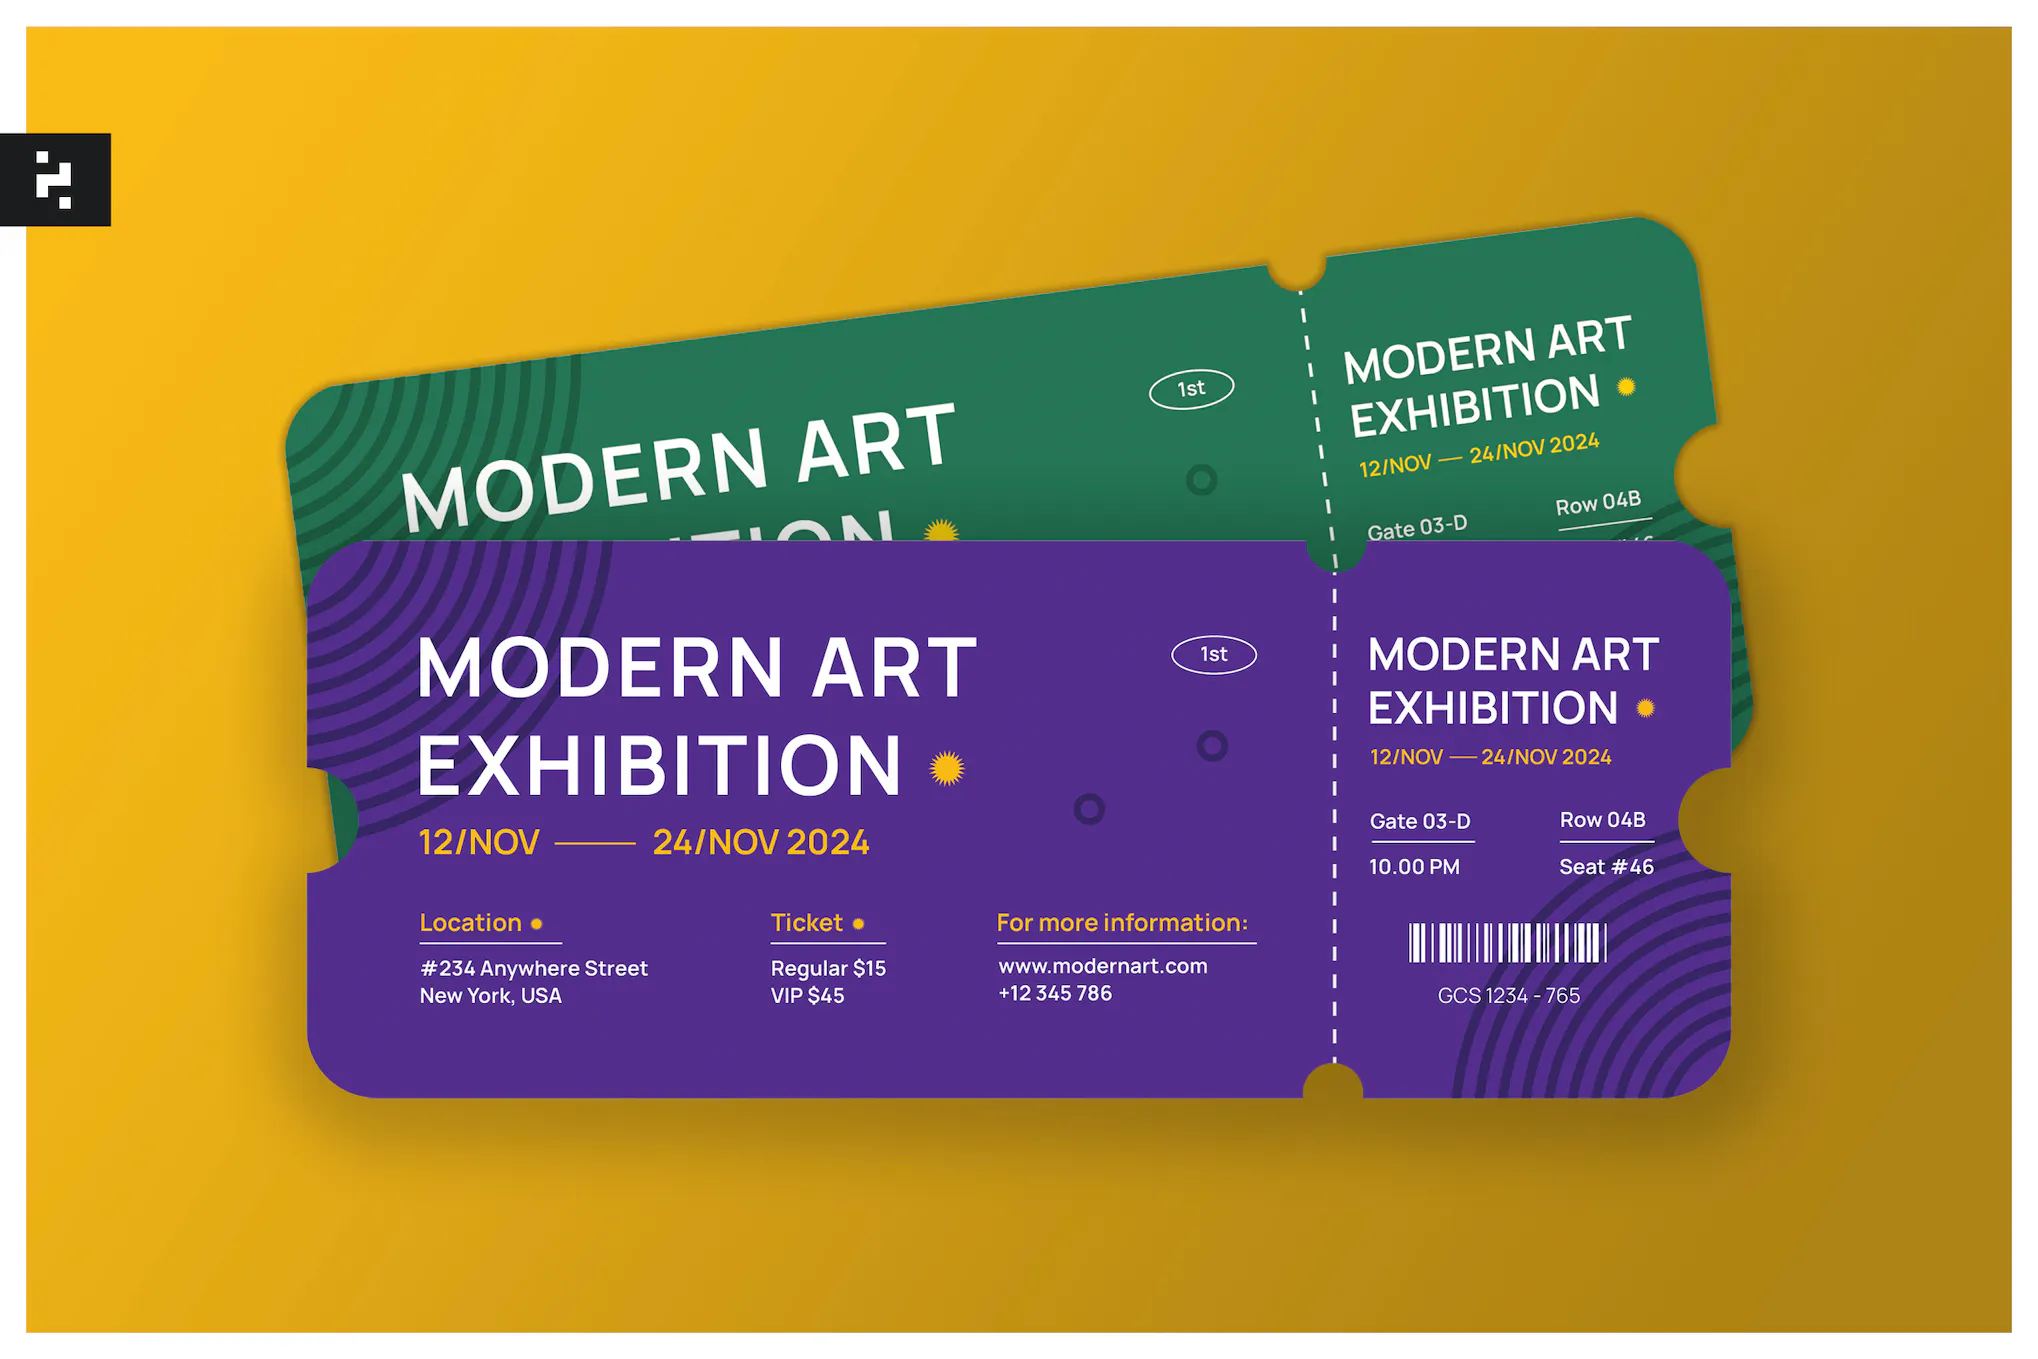 MODERN ART
1st
MODERN ART
EXHIBITION
12/NOV — 24/NOV 2024
Gate 03-D
Row 04B
MODERN ART
EXHIBITION
12/NOV — 24/NOV 2024
1st
Location
#234 Anywhere Street
New York, USA
Ticket
Regular $15
VIP $45
For more information:
www.modernart.com
+12 345 786
MODERN ART
EXHIBITION
12/NOV — 24/NOV 2024
Gate 03-D
Row 04B
10.00 PM
Seat #46
GCS 1234 - 765